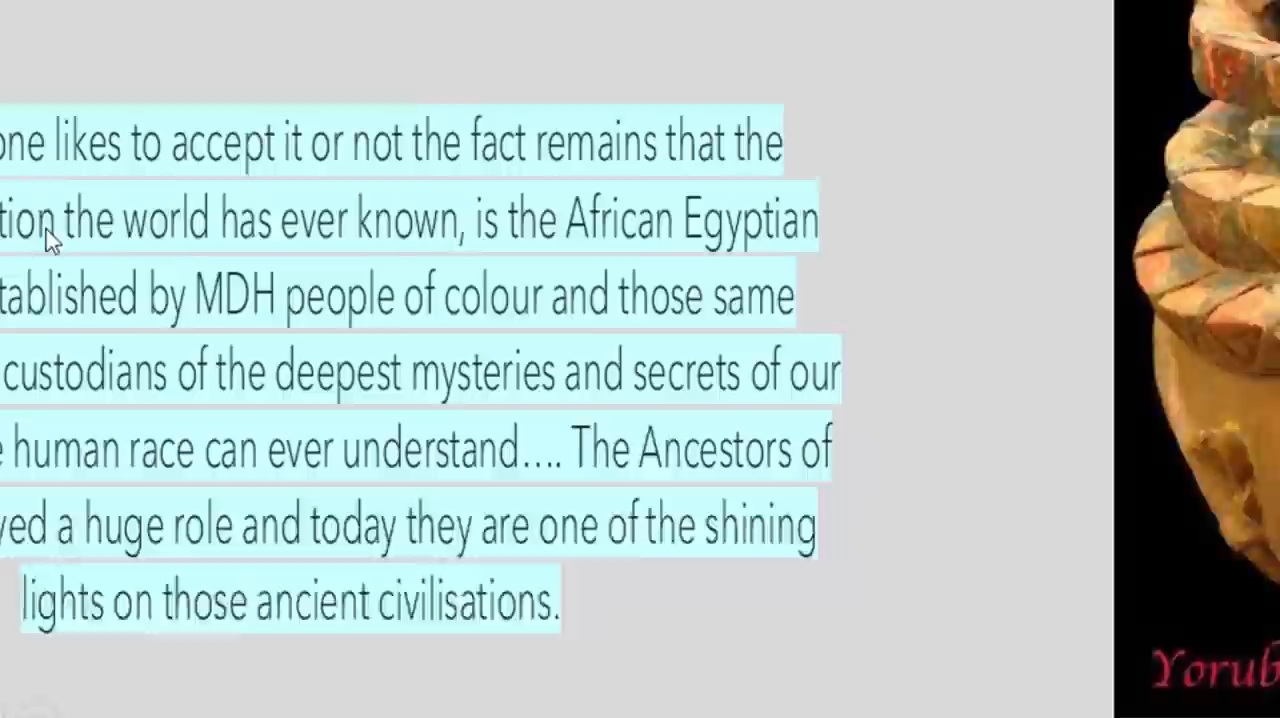 one likes to accept it or not the fact remains that the
tion the world has ever known, is the African Egyptian
tablished by MDH people of colour and those same
custodians of the deepest mysteries and secrets of our
e human race can ever understand…. The Ancestors of
yed a huge role and today they are one of the shining
lights on those ancient civilisations.
Yorub